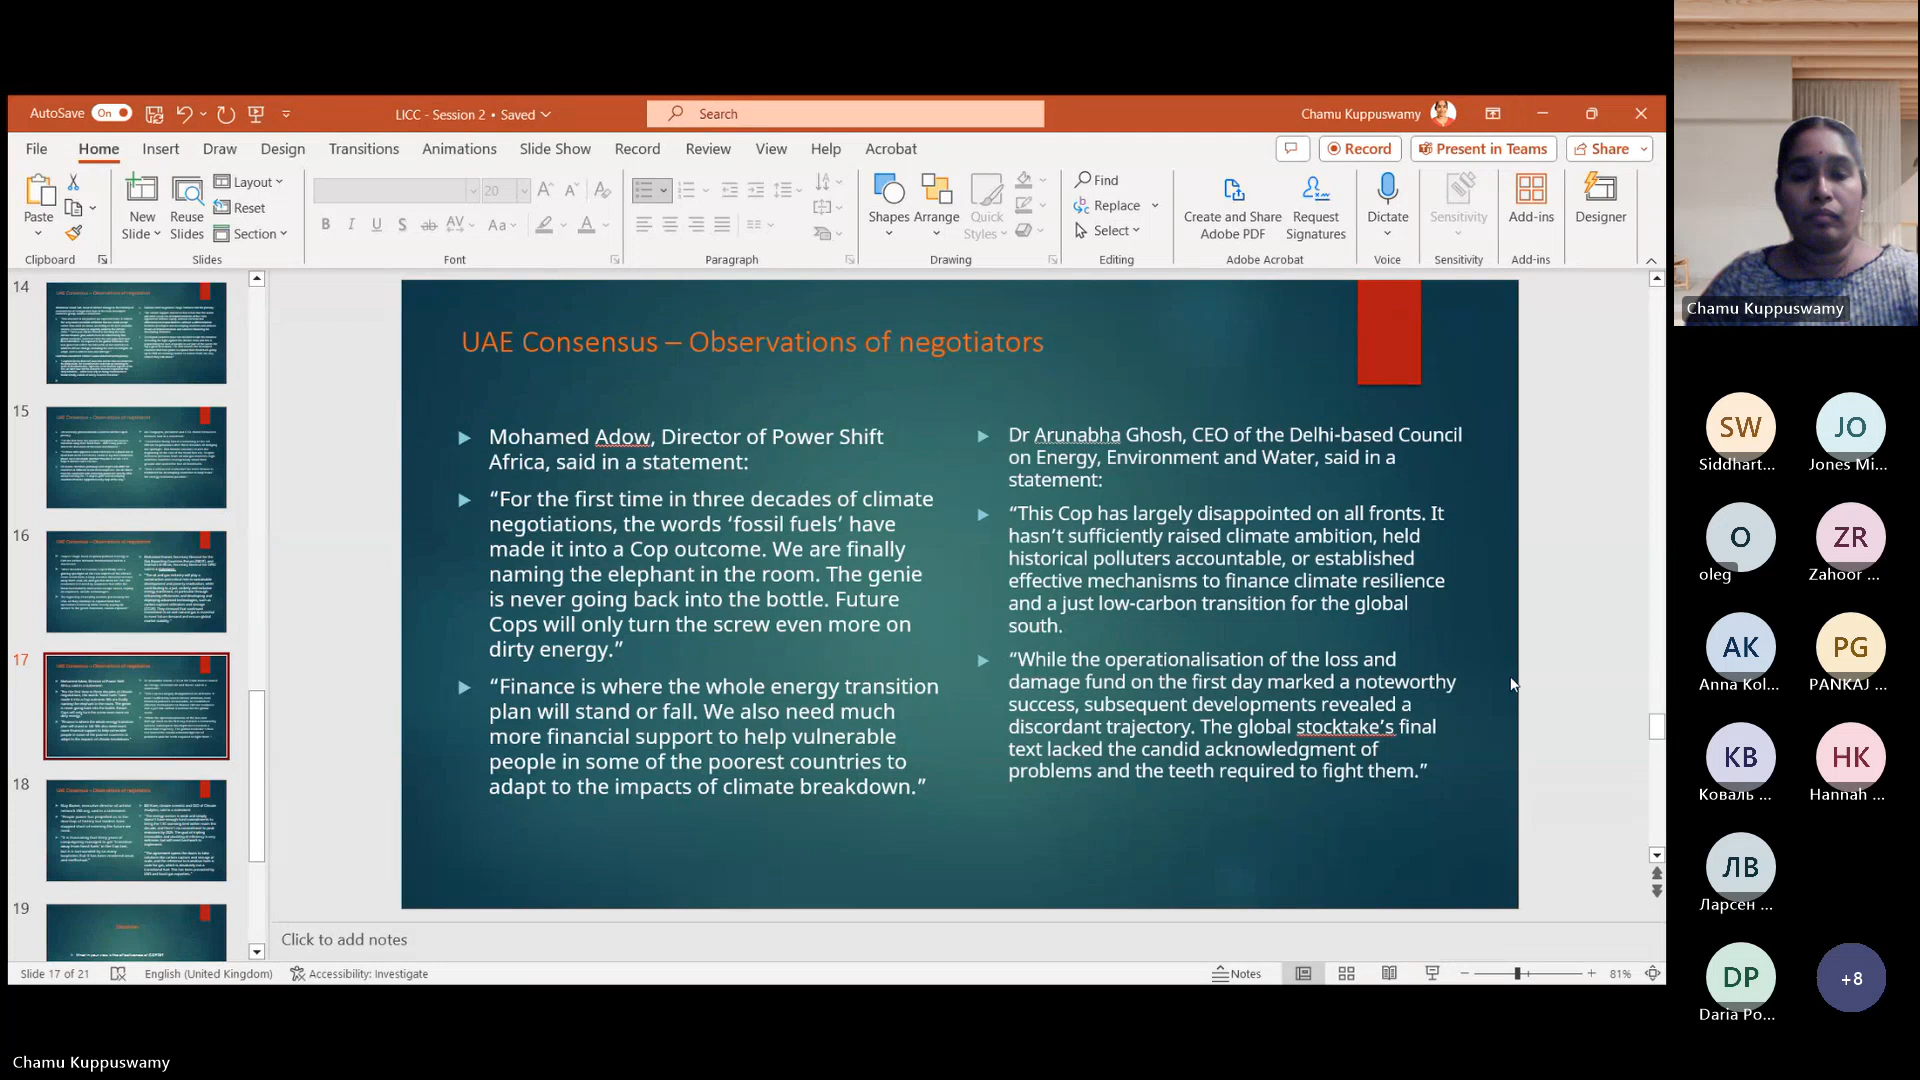 AutoSave On
LICC - Session 2 • Saved
Search
Chamu Kuppuswamy
File Home Insert Draw Design Transitions Animations Slide Show Record Review View Help Acrobat
Record
Present in Teams
Share
Paste
New Slide
Reuse Slides
Layout
Reset
Section
20
Shapes
Arrange
Quick Styles
Find
Replace
Select
Create and Share Adobe PDF
Request Signatures
Dictate
Sensitivity
Add-ins
Designer
Clipboard
Slides
Font
Paragraph
Drawing
Editing
Adobe Acrobat
Voice
Sensitivity
Add-ins
14
15
16
17
18
19
UAE Consensus – Observations of negotiators
Mohamed Adow, Director of Power Shift
Africa, said in a statement:
“For the first time in three decades of climate
negotiations, the words ‘fossil fuels’ have
made it into a Cop outcome. We are finally
naming the elephant in the room. The genie
is never going back into the bottle. Future
Cops will only turn the screw even more on
dirty energy.”
“Finance is where the whole energy transition
plan will stand or fall. We also need much
more financial support to help vulnerable
people in some of the poorest countries to
adapt to the impacts of climate breakdown.”
Dr Arunabha Ghosh, CEO of the Delhi-based Council
on Energy, Environment and Water, said in a
statement:
“This Cop has largely disappointed on all fronts. It
hasn’t sufficiently raised climate ambition, held
historical polluters accountable, or established
effective mechanisms to finance climate resilience
and a just low-carbon transition for the global
south.
“While the operationalisation of the loss and
damage fund on the first day marked a noteworthy
success, subsequent developments revealed a
discordant trajectory. The global stocktake’s final
text lacked the candid acknowledgment of
problems and the teeth required to fight them.”
Click to add notes
Slide 17 of 21
English (United Kingdom)
Accessibility: Investigate
Notes
81%
Chamu Kuppuswamy
SW
Siddhart...
JO
Jones Mi...
O
oleg
ZR
Zahoor ...
AK
Anna Kol...
PG
PANKAJ ...
KB
Коваль ...
HK
Hannah ...
ЛВ
Ларсен ...
DP
Daria Po...
+8
Chamu Kuppuswamy